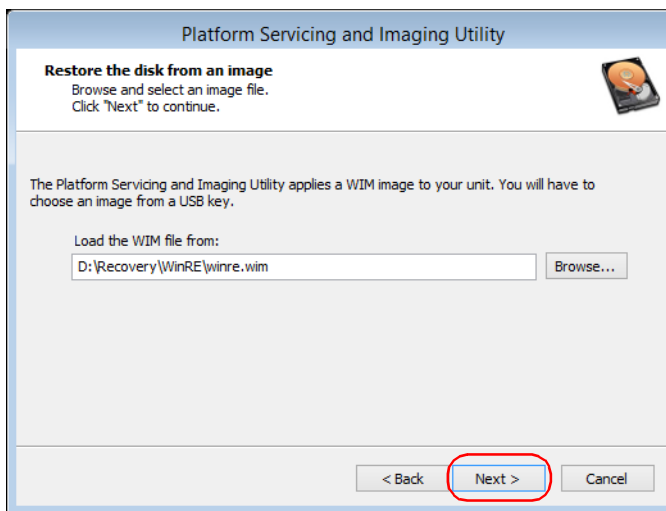 Platform Servicing and Imaging Utility
Restore the disk from an image
Browse and select an image file.
Click "Next" to continue.
The Platform Servicing and Imaging Utility applies a WIM image to your unit. You will have to
choose an image from a USB key.
Load the WIM file from:
D:\Recovery\WinRE\winre.wim
Browse...
< Back
Next >
Cancel